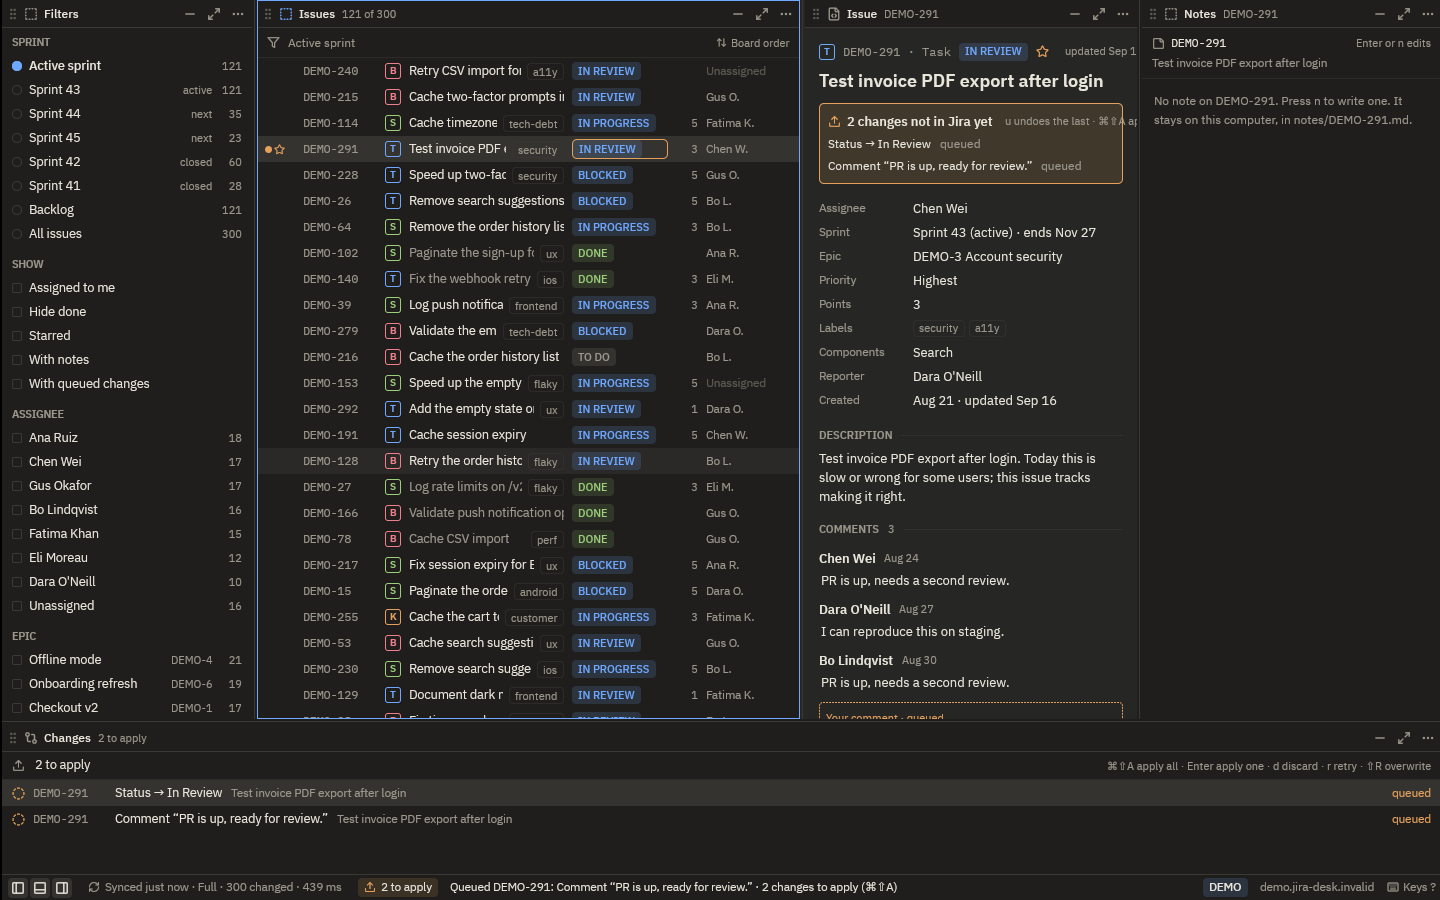 Filters
SPRINT
Active sprint 121
Sprint 43 active 121
Sprint 44 next 35
Sprint 45 next 23
Sprint 42 closed 60
Sprint 41 closed 28
Backlog 121
All issues 300
SHOW
Assigned to me
Hide done
Starred
With notes
With queued changes
ASSIGNEE
Ana Ruiz 18
Chen Wei 17
Gus Okafor 17
Bo Lindqvist 16
Fatima Khan 15
Eli Moreau 12
Dara O'Neill 10
Unassigned 16
EPIC
Offline mode DEMO-4 21
Onboarding refresh DEMO-6 19
Checkout v2 DEMO-1 17
Issues 121 of 300
Active sprint Board order
DEMO-240 B Retry CSV import for a11y IN REVIEW Unassigned
DEMO-215 B Cache two-factor prompts i IN REVIEW Gus O.
DEMO-114 S Cache timezone tech-debt IN PROGRESS 5 Fatima K.
DEMO-291 T Test invoice PDF security IN REVIEW 3 Chen W.
DEMO-228 T Speed up two-fac security BLOCKED 5 Gus O.
DEMO-26 T Remove search suggestions BLOCKED 5 Bo L.
DEMO-64 S Remove the order history lis IN PROGRESS 3 Bo L.
DEMO-102 S Paginate the sign-up fo ux DONE Ana R.
DEMO-140 T Fix the webhook retry ios DONE 3 Eli M.
DEMO-39 S Log push notifica frontend IN PROGRESS 3 Ana R.
DEMO-279 B Validate the em tech-debt BLOCKED Dara O.
DEMO-216 B Cache the order history list TO DO Bo L.
DEMO-153 S Speed up the empty flaky IN PROGRESS 5 Unassigned
DEMO-292 T Add the empty state o ux IN REVIEW 1 Dara O.
DEMO-191 T Cache session expiry IN PROGRESS 5 Chen W.
DEMO-128 B Retry the order histo flaky IN REVIEW Bo L.
DEMO-27 S Log rate limits on /v2 flaky DONE 3 Eli M.
DEMO-166 B Validate push notification op DONE Gus O.
DEMO-78 B Cache CSV import perf DONE Gus O.
DEMO-217 S Fix session expiry for E ux BLOCKED 5 Ana R.
DEMO-15 S Paginate the orde android BLOCKED 5 Dara O.
DEMO-255 K Cache the cart t customer IN PROGRESS 3 Fatima K.
DEMO-53 B Cache search suggesti ux IN REVIEW Gus O.
DEMO-230 S Remove search sugge ios IN PROGRESS 5 Bo L.
DEMO-129 T Document dark r frontend IN REVIEW 1 Fatima K.
Issue DEMO-291
T DEMO-291 · Task IN REVIEW updated Sep 1
Test invoice PDF export after login
2 changes not in Jira yet u undoes the last · ⌘⇧A ap
Status → In Review queued
Comment “PR is up, ready for review.” queued
Assignee Chen Wei
Sprint Sprint 43 (active) · ends Nov 27
Epic DEMO-3 Account security
Priority Highest
Points 3
Labels security a11y
Components Search
Reporter Dara O'Neill
Created Aug 21 · updated Sep 16
DESCRIPTION
Test invoice PDF export after login. Today this is
slow or wrong for some users; this issue tracks
making it right.
COMMENTS 3
Chen Wei Aug 24
PR is up, needs a second review.
Dara O'Neill Aug 27
I can reproduce this on staging.
Bo Lindqvist Aug 30
PR is up, needs a second review.
Your comment · queued
Notes DEMO-291
DEMO-291 Enter or n edits
Test invoice PDF export after login
No note on DEMO-291. Press n to write one. It
stays on this computer, in notes/DEMO-291.md.
Changes 2 to apply
2 to apply ⌘⇧A apply all · Enter apply one · d discard · r retry · ⇧R overwrite
DEMO-291 Status → In Review Test invoice PDF export after login queued
DEMO-291 Comment “PR is up, ready for review.” Test invoice PDF export after login queued
Synced just now · Full · 300 changed · 439 ms 2 to apply Queued DEMO-291: Comment “PR is up, ready for review.” · 2 changes to apply (⌘⇧A) DEMO demo.jira-desk.invalid Keys ?